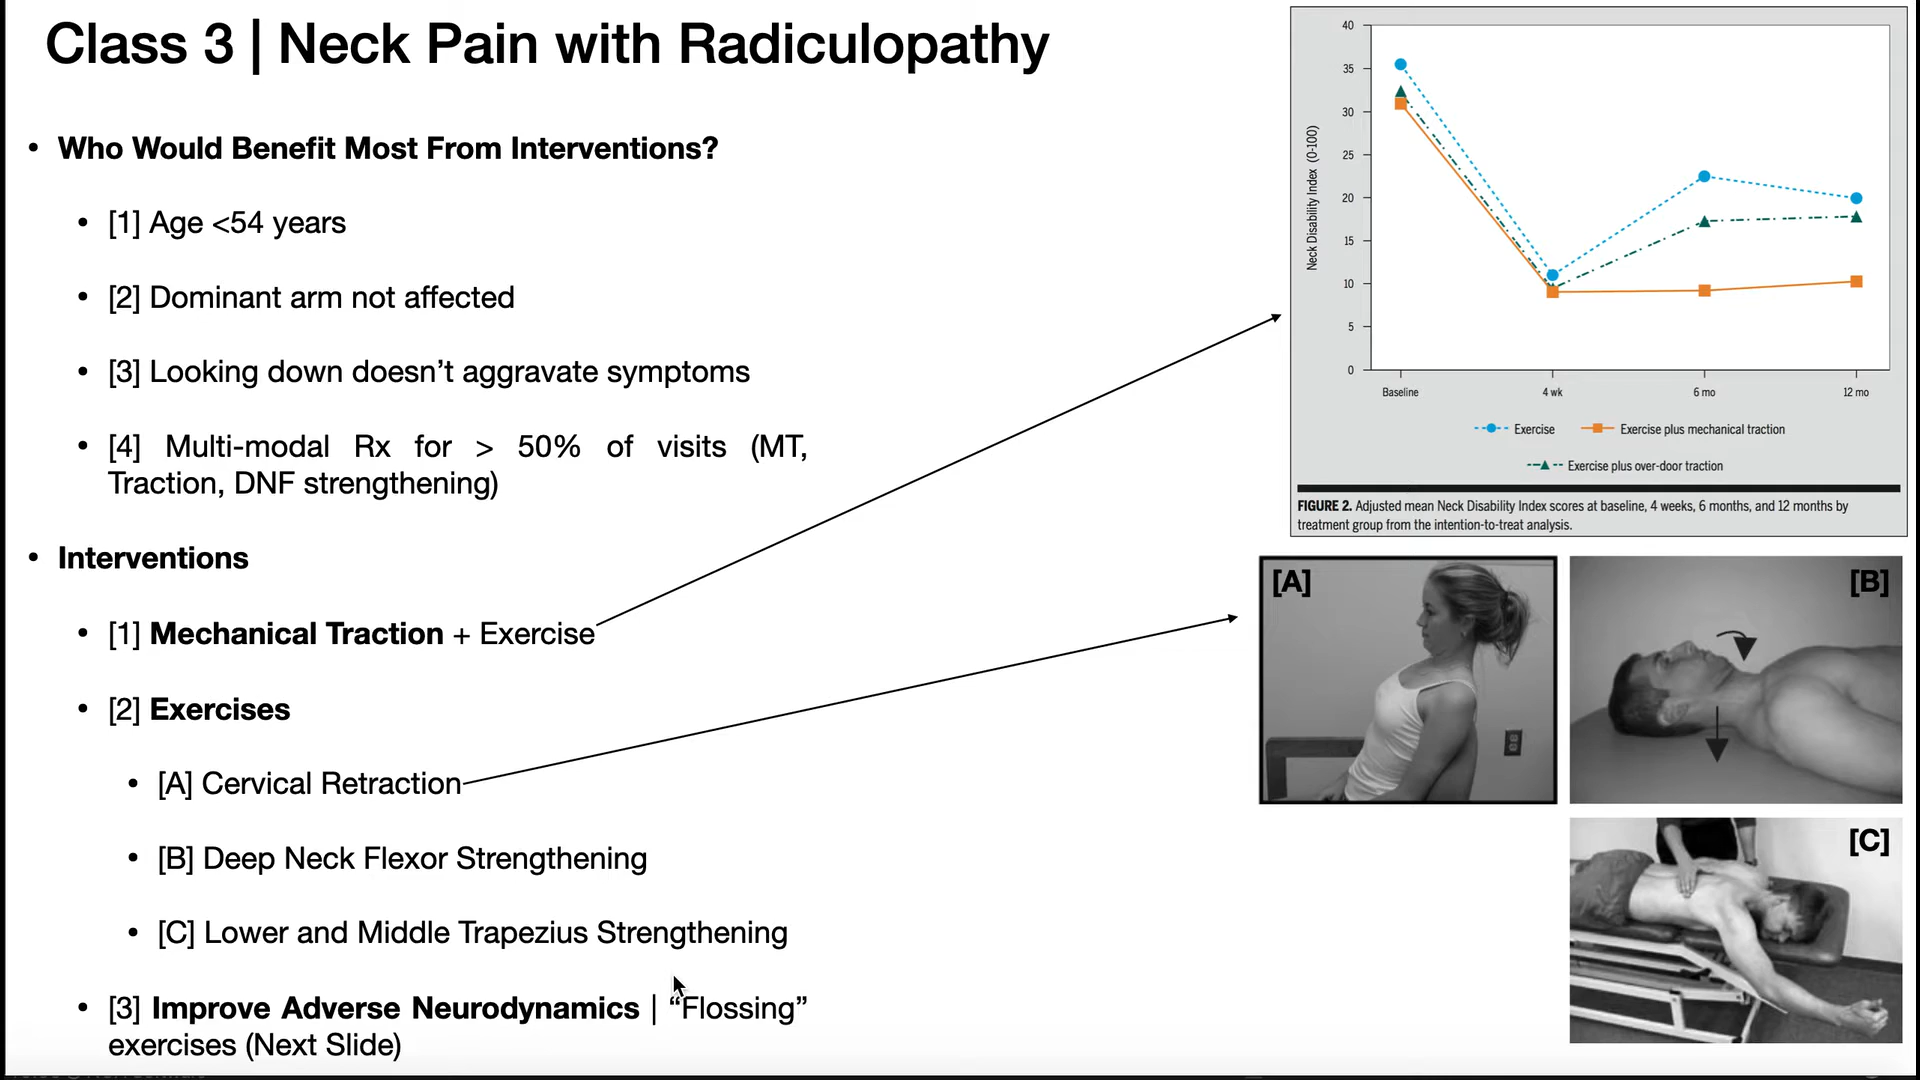 Class 3 | Neck Pain with Radiculopathy
• Who Would Benefit Most From Interventions?
• [1] Age <54 years
• [2] Dominant arm not affected
• [3] Looking down doesn’t aggravate symptoms
• [4] Multi-modal Rx for > 50% of visits (MT,
Traction, DNF strengthening)
• Interventions
• [1] Mechanical Traction + Exercise
• [2] Exercises
• [A] Cervical Retraction
• [B] Deep Neck Flexor Strengthening
• [C] Lower and Middle Trapezius Strengthening
• [3] Improve Adverse Neurodynamics | “Flossing”
exercises (Next Slide)
Neck Disability Index (0-100)
40
35
30
25
20
15
10
5
0
Baseline 4 wk 6 mo 12 mo
Exercise Exercise plus mechanical traction
Exercise plus over-door traction
FIGURE 2. Adjusted mean Neck Disability Index scores at baseline, 4 weeks, 6 months, and 12 months by
treatment group from the intention-to-treat analysis.
[A]
[B]
[C]